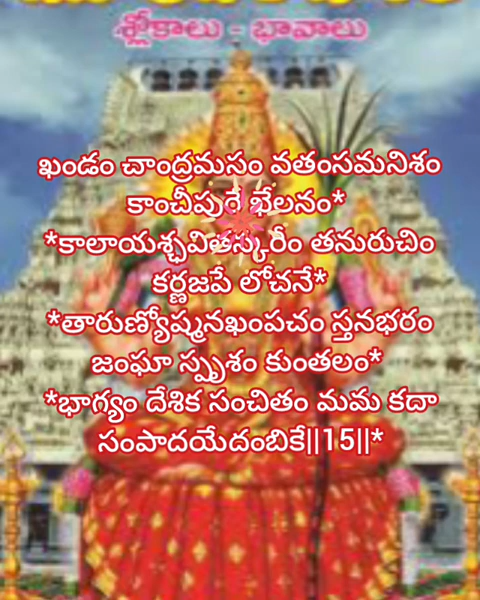 శ్లోకాలు - భావాలు
ఖండం చాంద్రమసం వతంసమనిశం
కాంచీపురే ఖేలనం*
*కాలాయశ్ఛవితస్కరీం తనురుచిం
కర్ణజపే లోచనే*
*తారుణ్యోష్మనఖంపచం స్తనభరం
జంఘా స్పృశం కుంతలం*
*భాగ్యం దేశిక సంచితం మమ కదా
సంపాదయేదంబికే||15||*